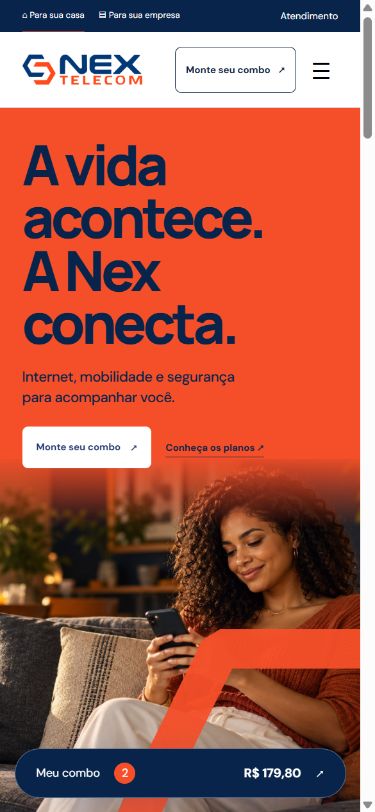 Para sua casa
Para sua empresa
Atendimento
NEX
TELECOM
Monte seu combo ↗
A vida
acontece.
A Nex
conecta.
Internet, mobilidade e segurança
para acompanhar você.
Monte seu combo ↗
Conheça os planos ↗
Meu combo 2 R$ 179,80 ↗